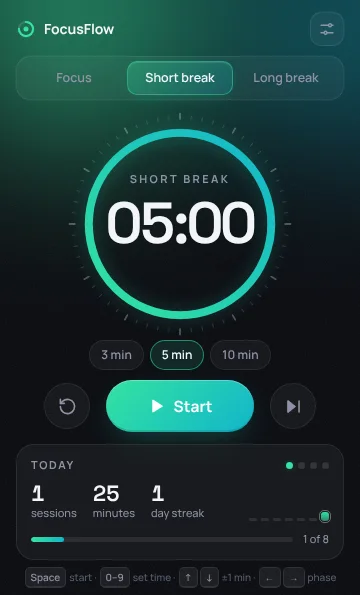 FocusFlow
Focus Short break Long break
SHORT BREAK
05:00
3 min 5 min 10 min
Start
TODAY
1 25 1
sessions minutes day streak
1 of 8
Space start · 0–9 set time · ↑ ↓ ±1 min · ← → phase